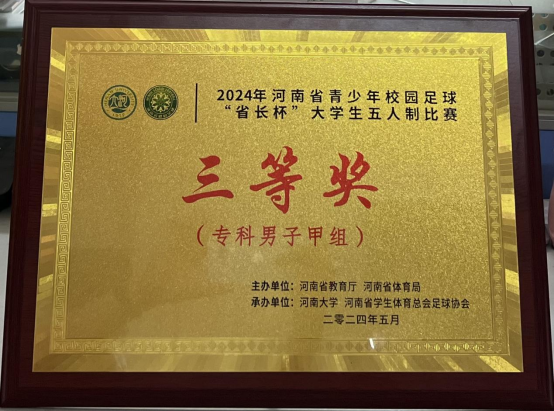 2024年河南省青少年校园足球
“省长杯”大学生五人制比赛
三等奖
（专科男子甲组）
主办单位：河南省教育厅 河南省体育局
承办单位：河南大学 河南省学生体育总会足球协会
二零二四年五月